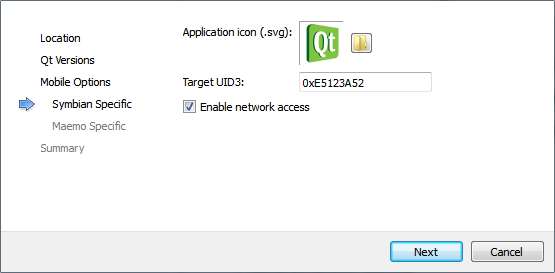 Location
Qt Versions
Mobile Options
Symbian Specific
Maemo Specific
Summary
Application icon (.svg):
Qt
Target UID3:
0xE5123A52
Enable network access
Next
Cancel